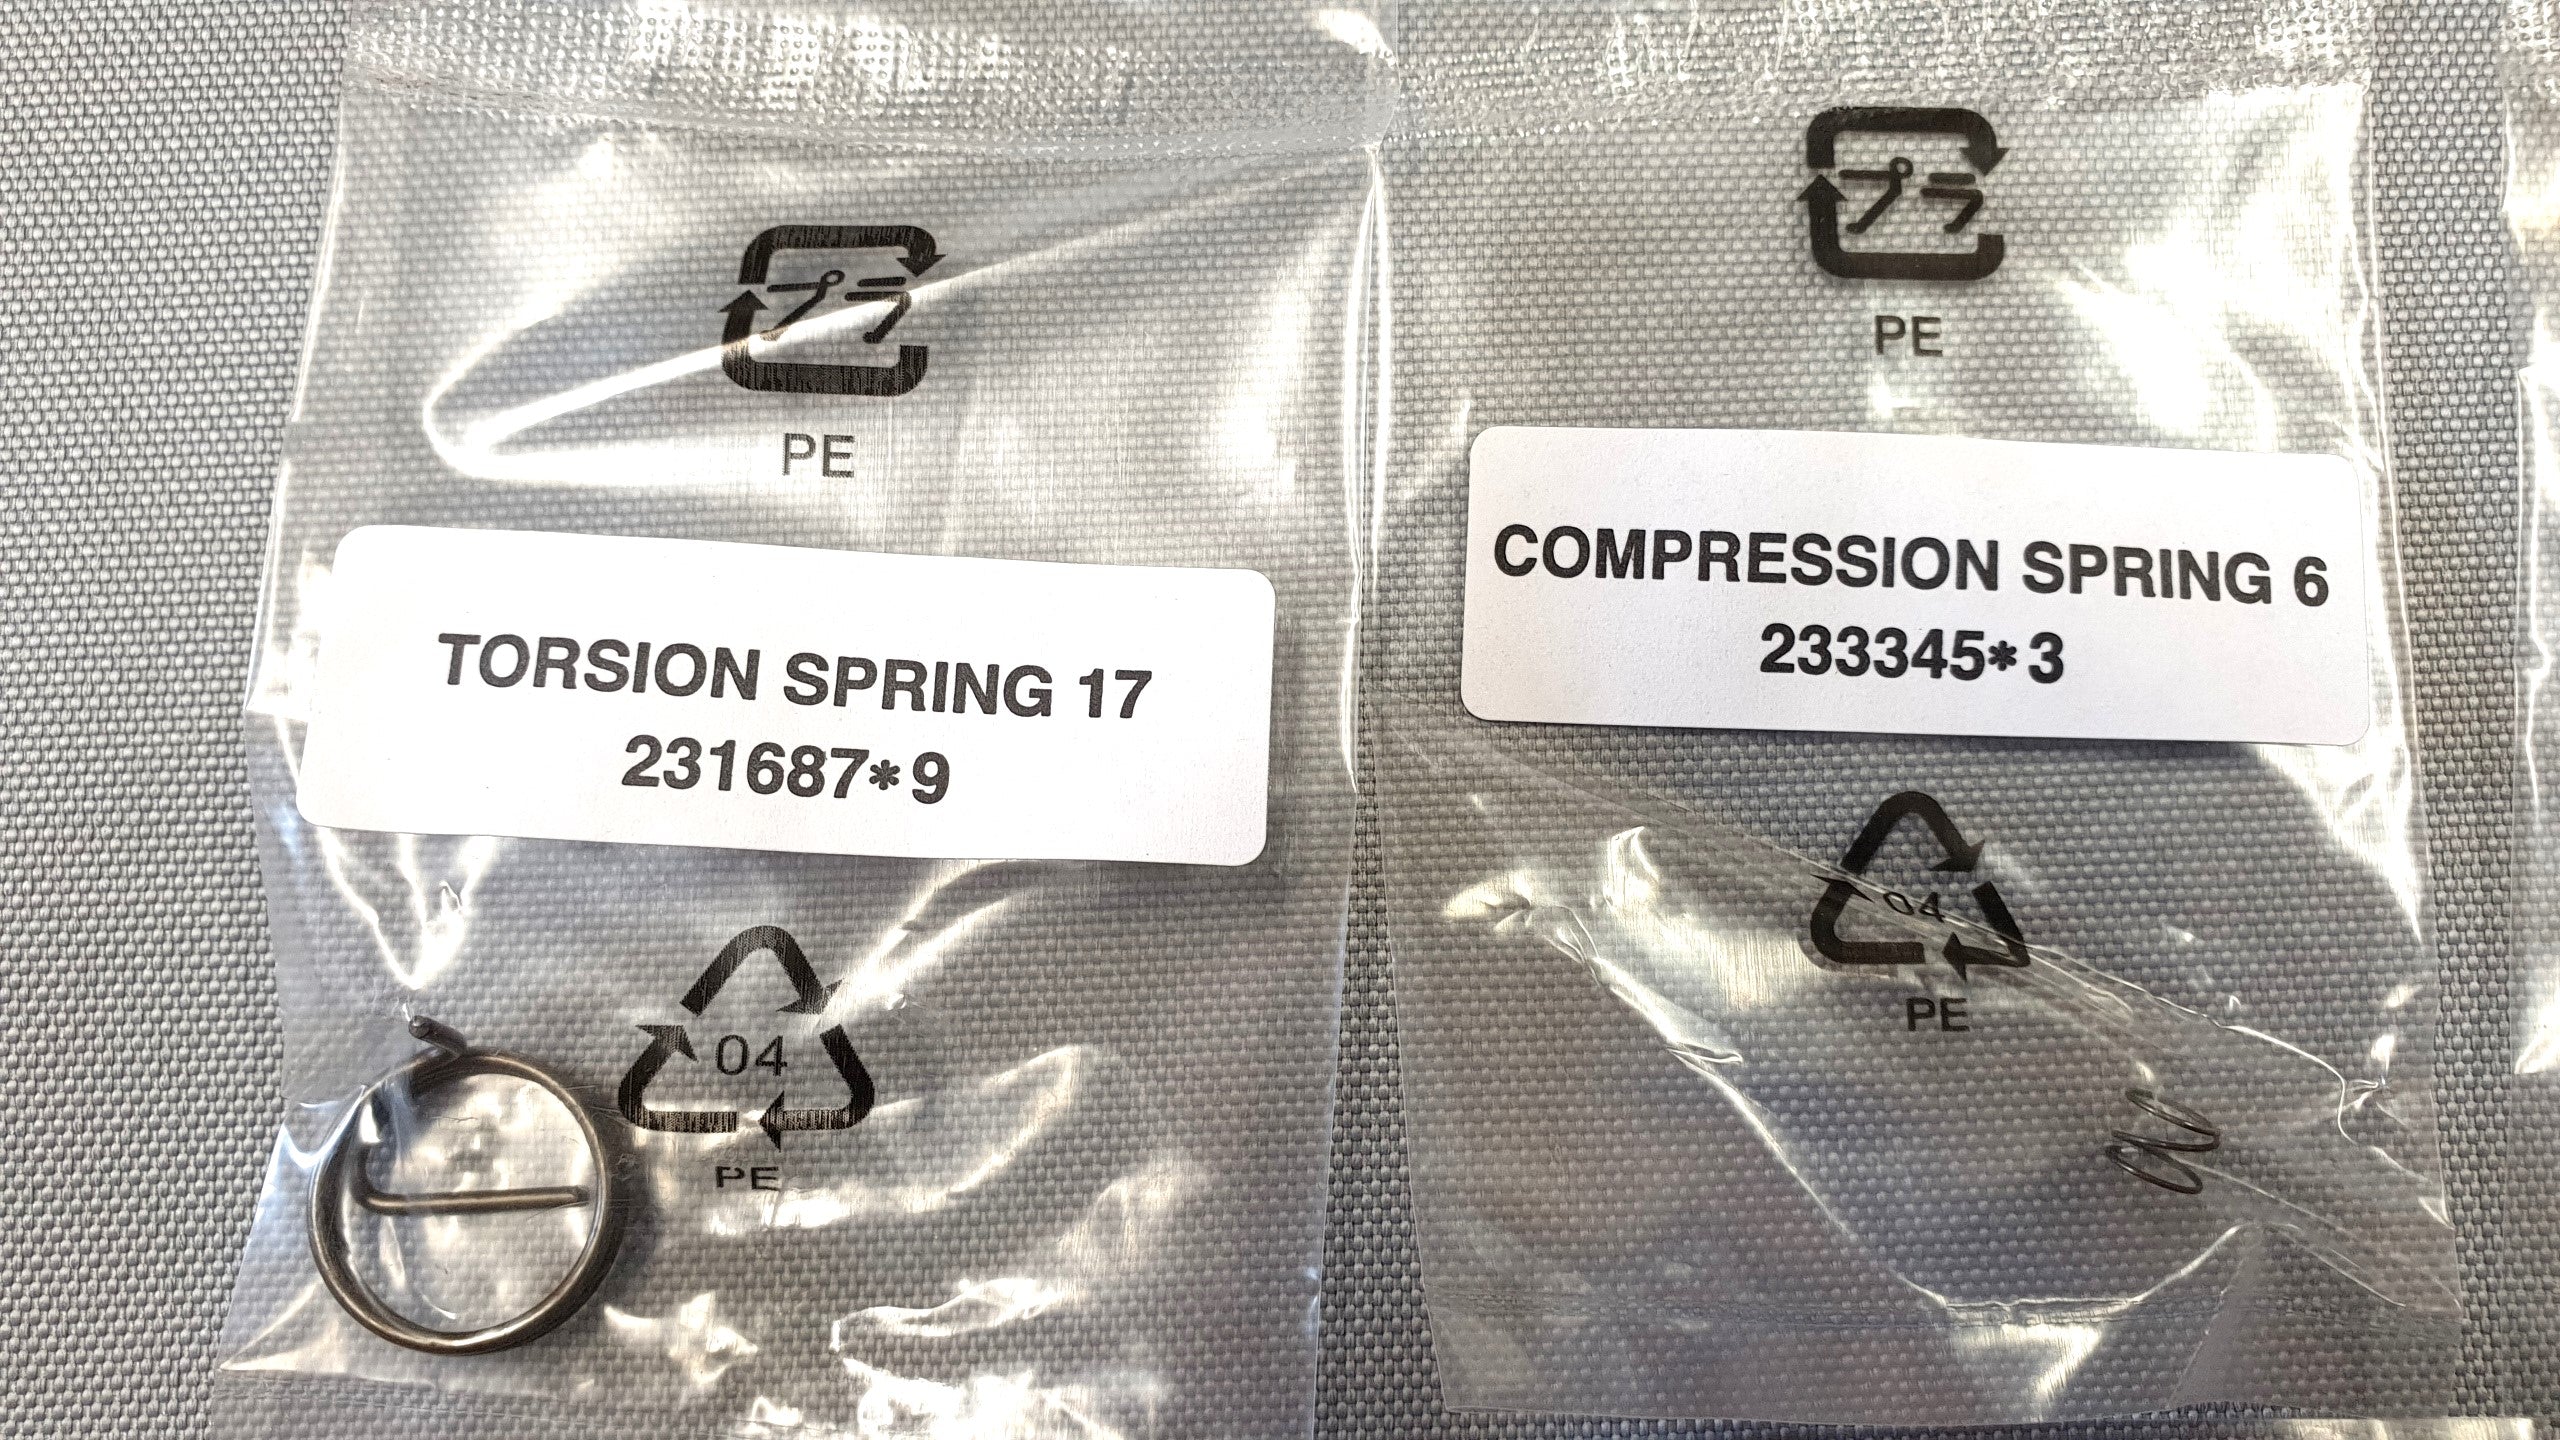 プラ
PE
TORSION SPRING 17
231687*9
04
PE
プラ
PE
COMPRESSION SPRING 6
233345*3
04
PE